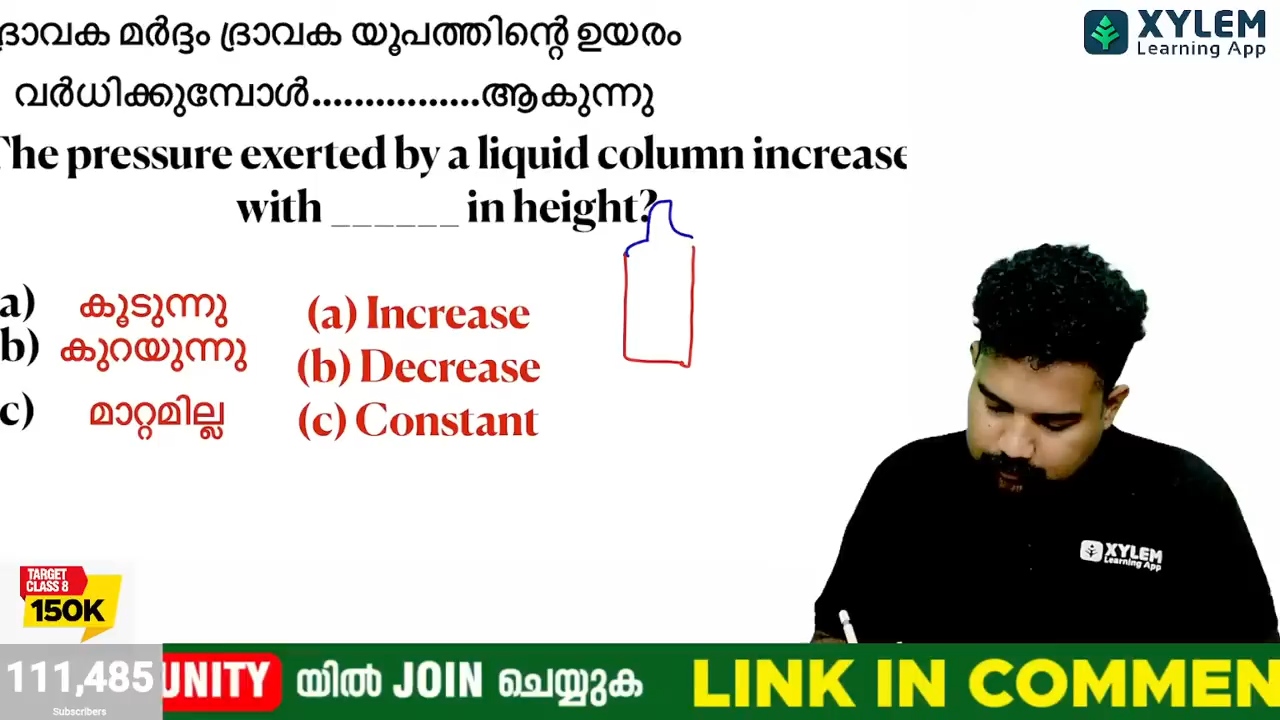 ദ്രാവക മർദ്ദം ദ്രാവക യൂപത്തിന്റെ ഉയരം
വർധിക്കുമ്പോൾ................ആകുന്നു
The pressure exerted by a liquid column increase
with ______ in height?
a) കൂടുന്നു (a) Increase
b) കുറയുന്നു (b) Decrease
c) മാറ്റമില്ല (c) Constant
XYLEM
Learning App
XYLEM
Learning App
TARGET
CLASS 8
150K
111,485
Subscribers
UNITY യിൽ JOIN ചെയ്യുക LINK IN COMMEN